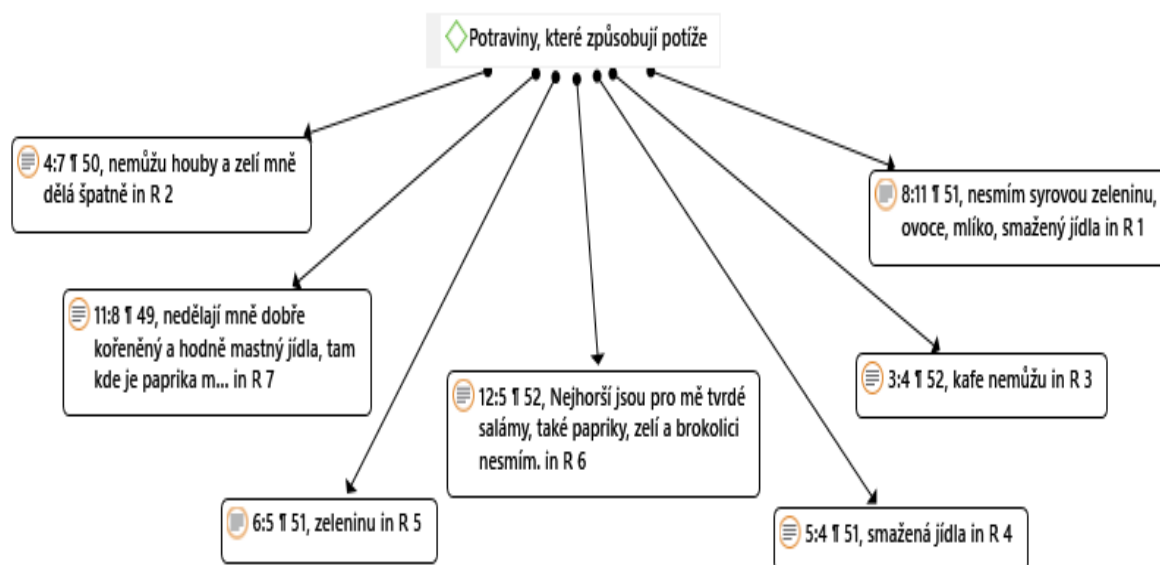 Potraviny, které způsobují potíže
4:7 ¶ 50, nemůžu houby a zelí mně
dělá špatně in R 2
8:11 ¶ 51, nesmím syrovou zeleninu,
ovoce, mlíko, smažený jídla in R 1
11:8 ¶ 49, nedělají mně dobře
kořeněný a hodně mastný jídla, tam
kde je paprika m... in R 7
3:4 ¶ 52, kafe nemůžu in R 3
12:5 ¶ 52, Nejhorší jsou pro mě tvrdé
salámy, také papriky, zelí a brokolici
nesmím. in R 6
6:5 ¶ 51, zeleninu in R 5
5:4 ¶ 51, smažená jídla in R 4